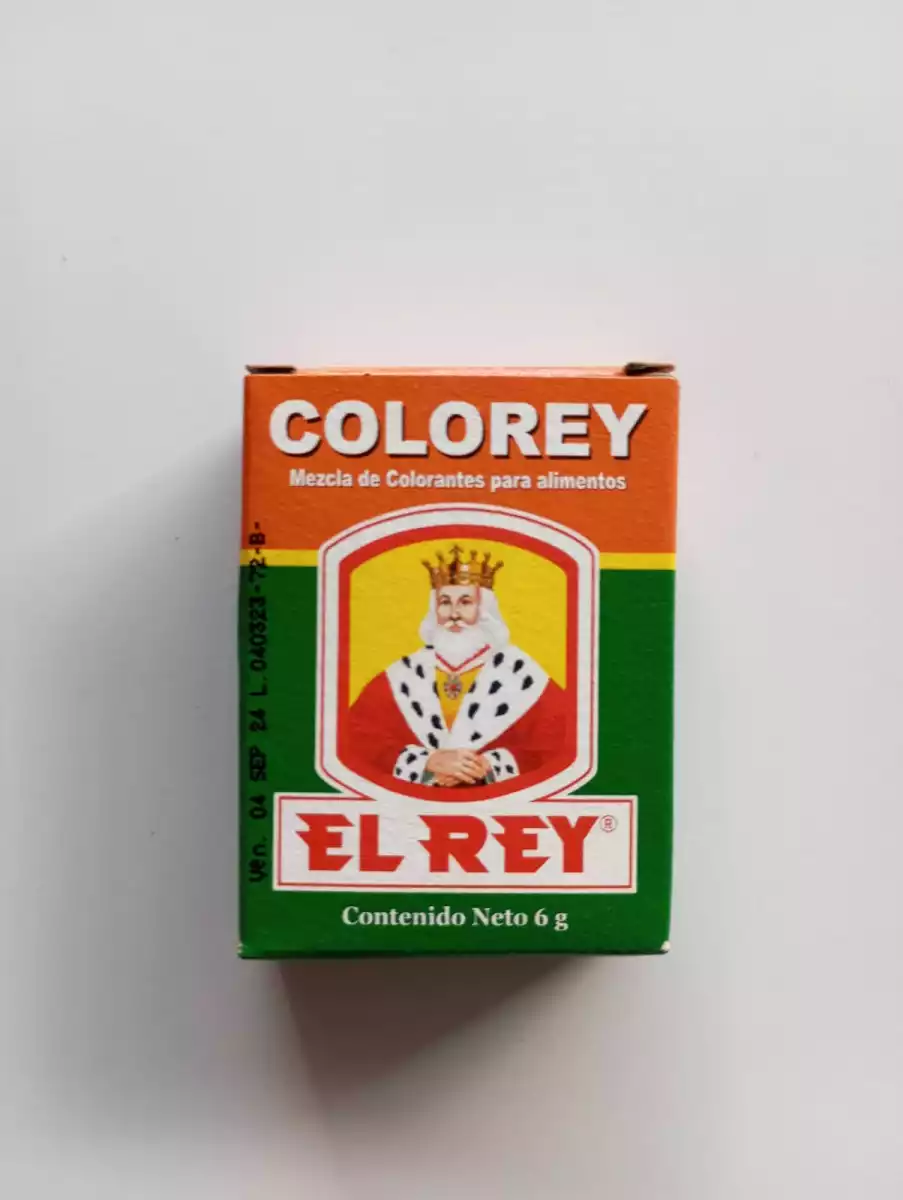 COLOREY
Mezcla de Colorantes para alimentos
EL REY®
Contenido Neto 6 g
Ven. 04 SEP 24 L.040323-72-B-